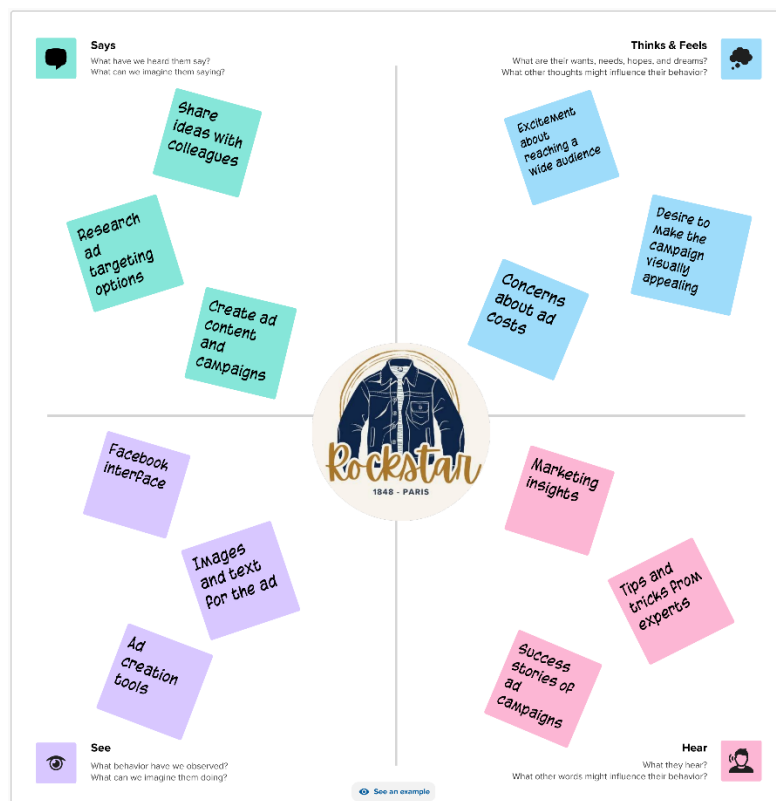 Says
What have we heard them say?
What can we imagine them saying?
Share
ideas with
colleagues
Research
ad
targeting
options
Create ad
content
and
campaigns
Thinks & Feels
What are their wants, needs, hopes, and dreams?
What other thoughts might influence their behavior?
Excitement
about
reaching a
wide audience
Desire to
make the
campaign
visually
appealing
Concerns
about ad
costs
Rockstar
1848 - PARIS
Facebook
interface
Images
and text
for the ad
Ad
creation
tools
See
What behavior have we observed?
What can we imagine them doing?
Marketing
insights
Tips and
tricks from
experts
Success
stories of
ad
campaigns
Hear
What they hear?
What other words might influence their behavior?
See an example